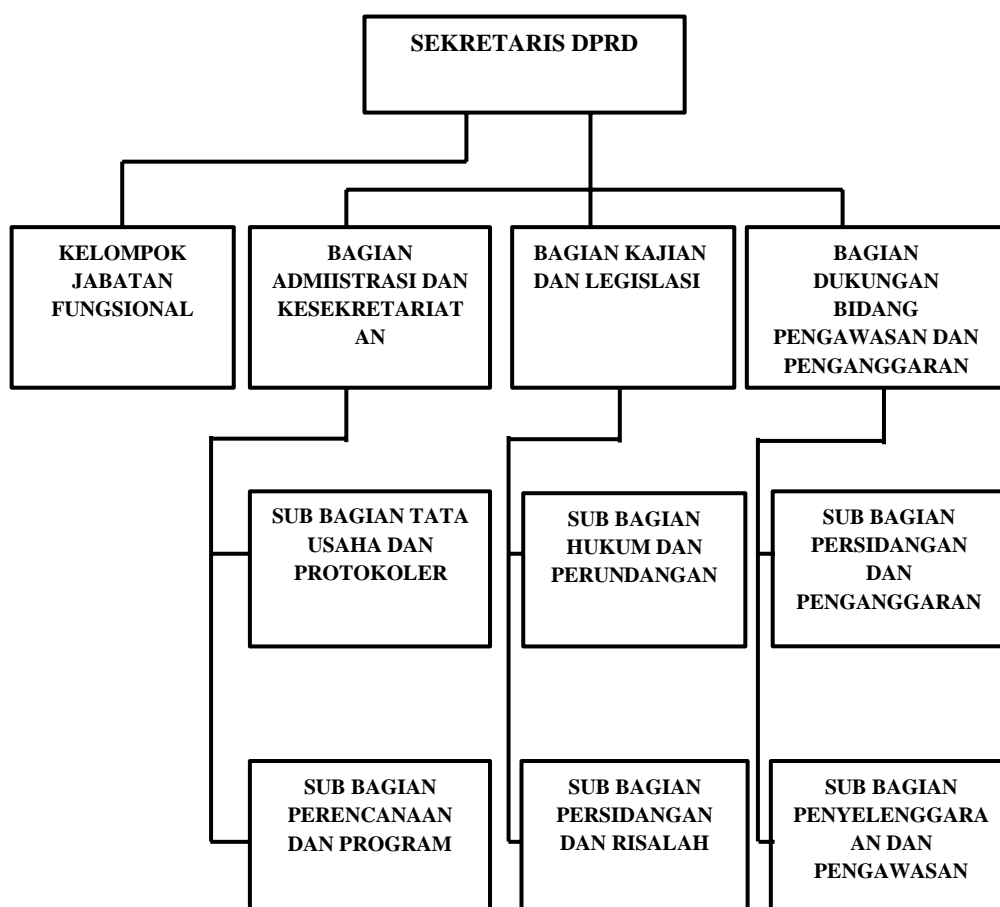 SEKRETARIS DPRD
KELOMPOK
JABATAN
FUNGSIONAL
BAGIAN
ADMIISTRASI DAN
KESEKRETARIAT
AN
BAGIAN KAJIAN
DAN LEGISLASI
BAGIAN
DUKUNGAN
BIDANG
PENGAWASAN DAN
PENGANGGARAN
SUB BAGIAN TATA
USAHA DAN
PROTOKOLER
SUB BAGIAN
HUKUM DAN
PERUNDANGAN
SUB BAGIAN
PERSIDANGAN
DAN
PENGANGGARAN
SUB BAGIAN
PERENCANAAN
DAN PROGRAM
SUB BAGIAN
PERSIDANGAN
DAN RISALAH
SUB BAGIAN
PENYELENGGARA
AN DAN
PENGAWASAN